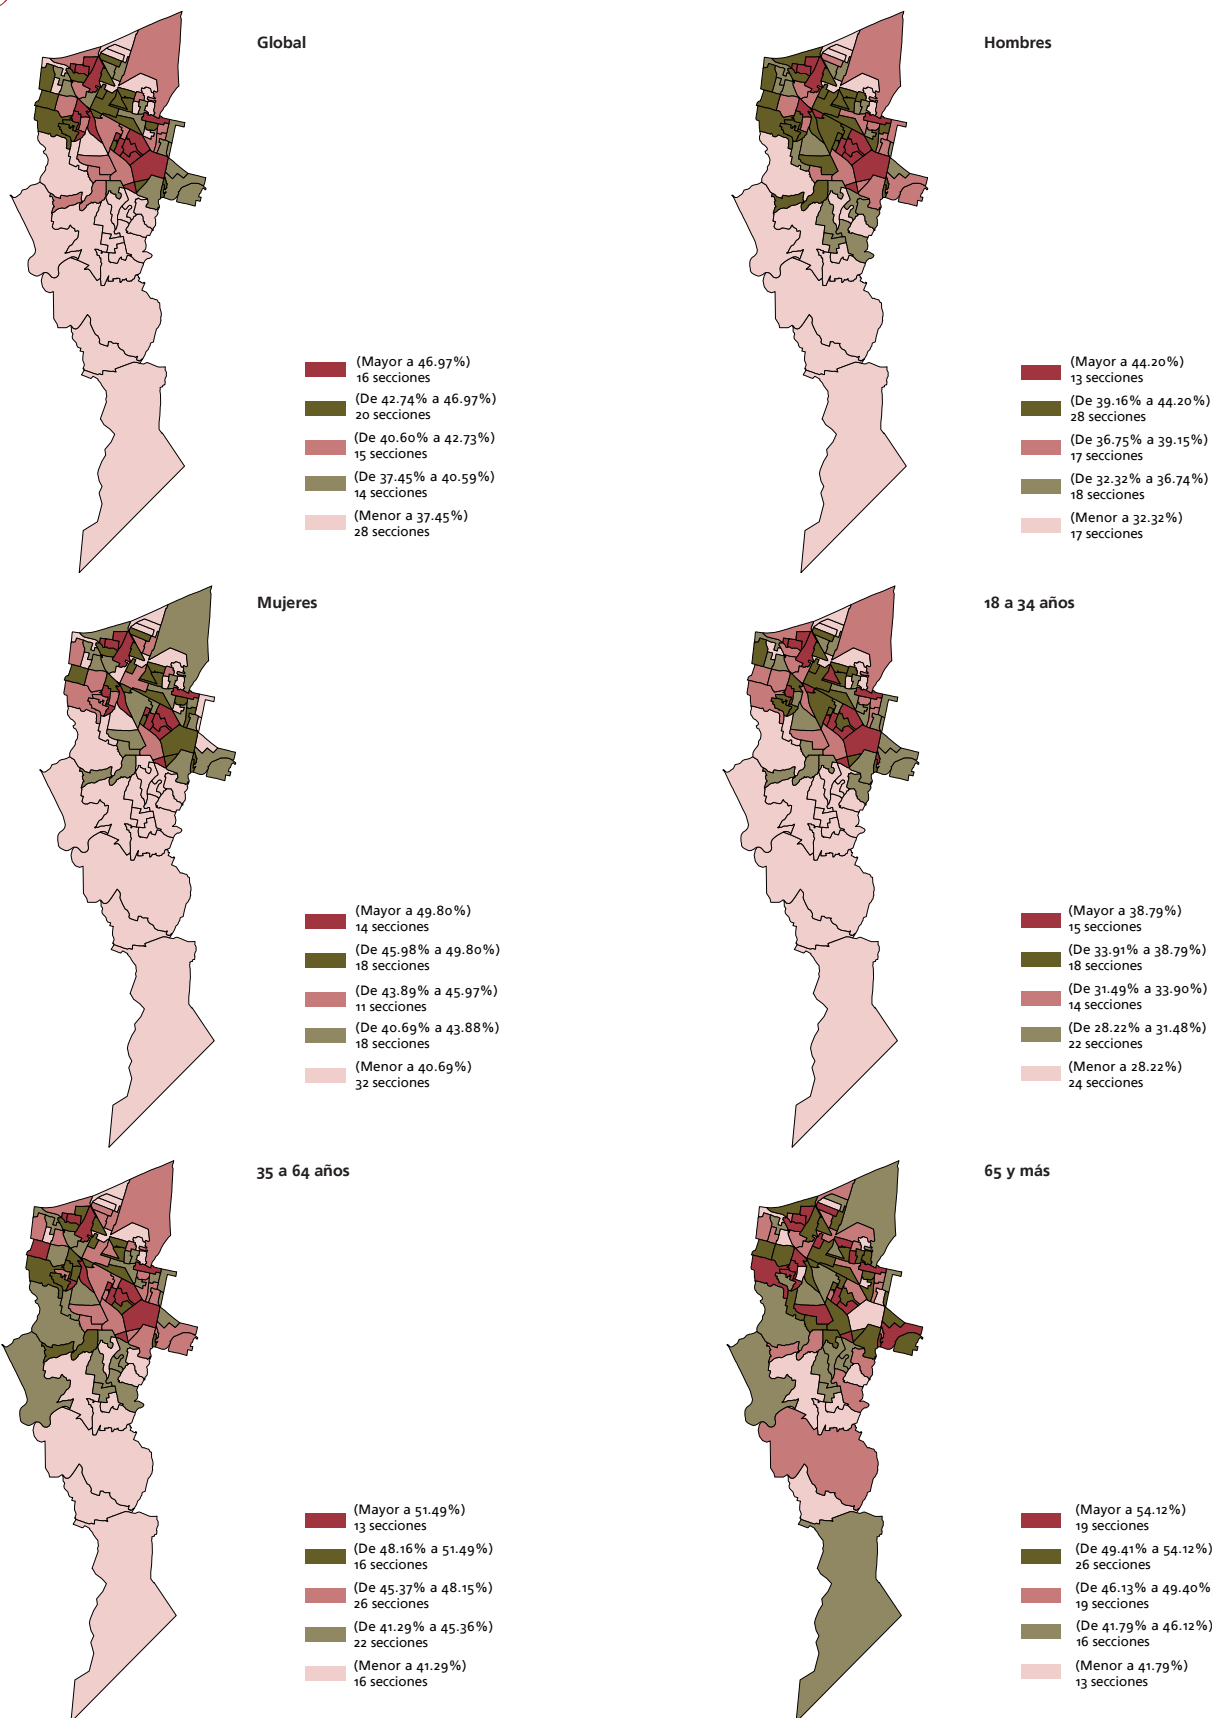 Global
(Mayor a 46.97%)
16 secciones
(De 42.74% a 46.97%)
20 secciones
(De 40.60% a 42.73%)
15 secciones
(De 37.45% a 40.59%)
14 secciones
(Menor a 37.45%)
28 secciones
Hombres
(Mayor a 44.20%)
13 secciones
(De 39.16% a 44.20%)
28 secciones
(De 36.75% a 39.15%)
17 secciones
(De 32.32% a 36.74%)
18 secciones
(Menor a 32.32%)
17 secciones
Mujeres
(Mayor a 49.80%)
14 secciones
(De 45.98% a 49.80%)
18 secciones
(De 43.89% a 45.97%)
11 secciones
(De 40.69% a 43.88%)
18 secciones
(Menor a 40.69%)
32 secciones
18 a 34 años
(Mayor a 38.79%)
15 secciones
(De 33.91% a 38.79%)
18 secciones
(De 31.49% a 33.90%)
14 secciones
(De 28.22% a 31.48%)
22 secciones
(Menor a 28.22%)
24 secciones
35 a 64 años
(Mayor a 51.49%)
13 secciones
(De 48.16% a 51.49%)
16 secciones
(De 45.37% a 48.15%)
26 secciones
(De 41.29% a 45.36%)
22 secciones
(Menor a 41.29%)
16 secciones
65 y más
(Mayor a 54.12%)
19 secciones
(De 49.41% a 54.12%)
26 secciones
(De 46.13% a 49.40%
19 secciones
(De 41.79% a 46.12%)
16 secciones
(Menor a 41.79%)
13 secciones